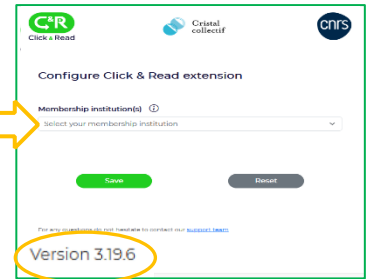 C&R
Click & Read
Cristal
collectif
cnrs
Configure Click & Read extension
Membership institution(s)
Select your membership institution
Save
Reset
For any questions do not hesitate to contact our support team
Version 3.19.6